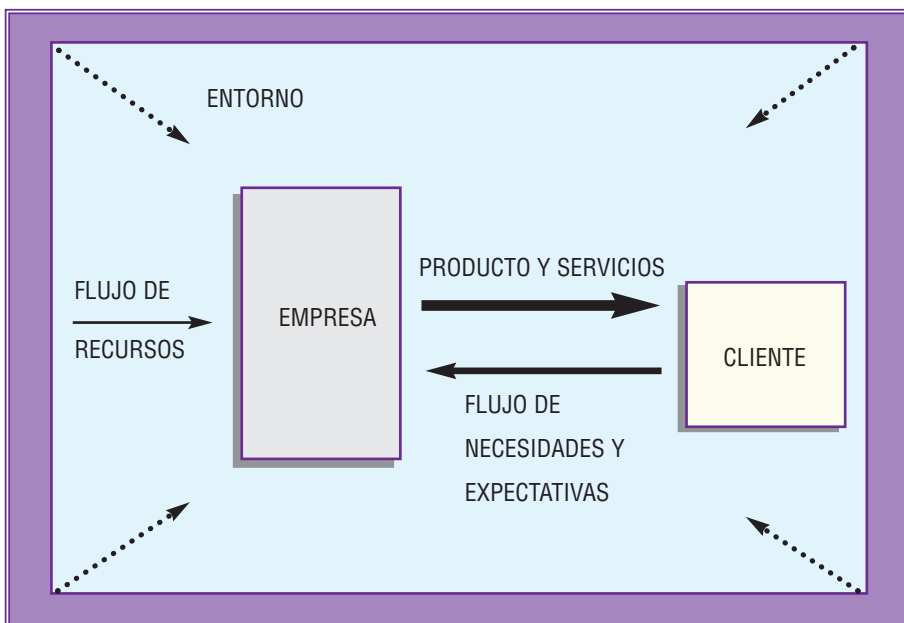 ENTORNO
FLUJO DE
RECURSOS
EMPRESA
PRODUCTO Y SERVICIOS
FLUJO DE
NECESIDADES Y
EXPECTATIVAS
CLIENTE